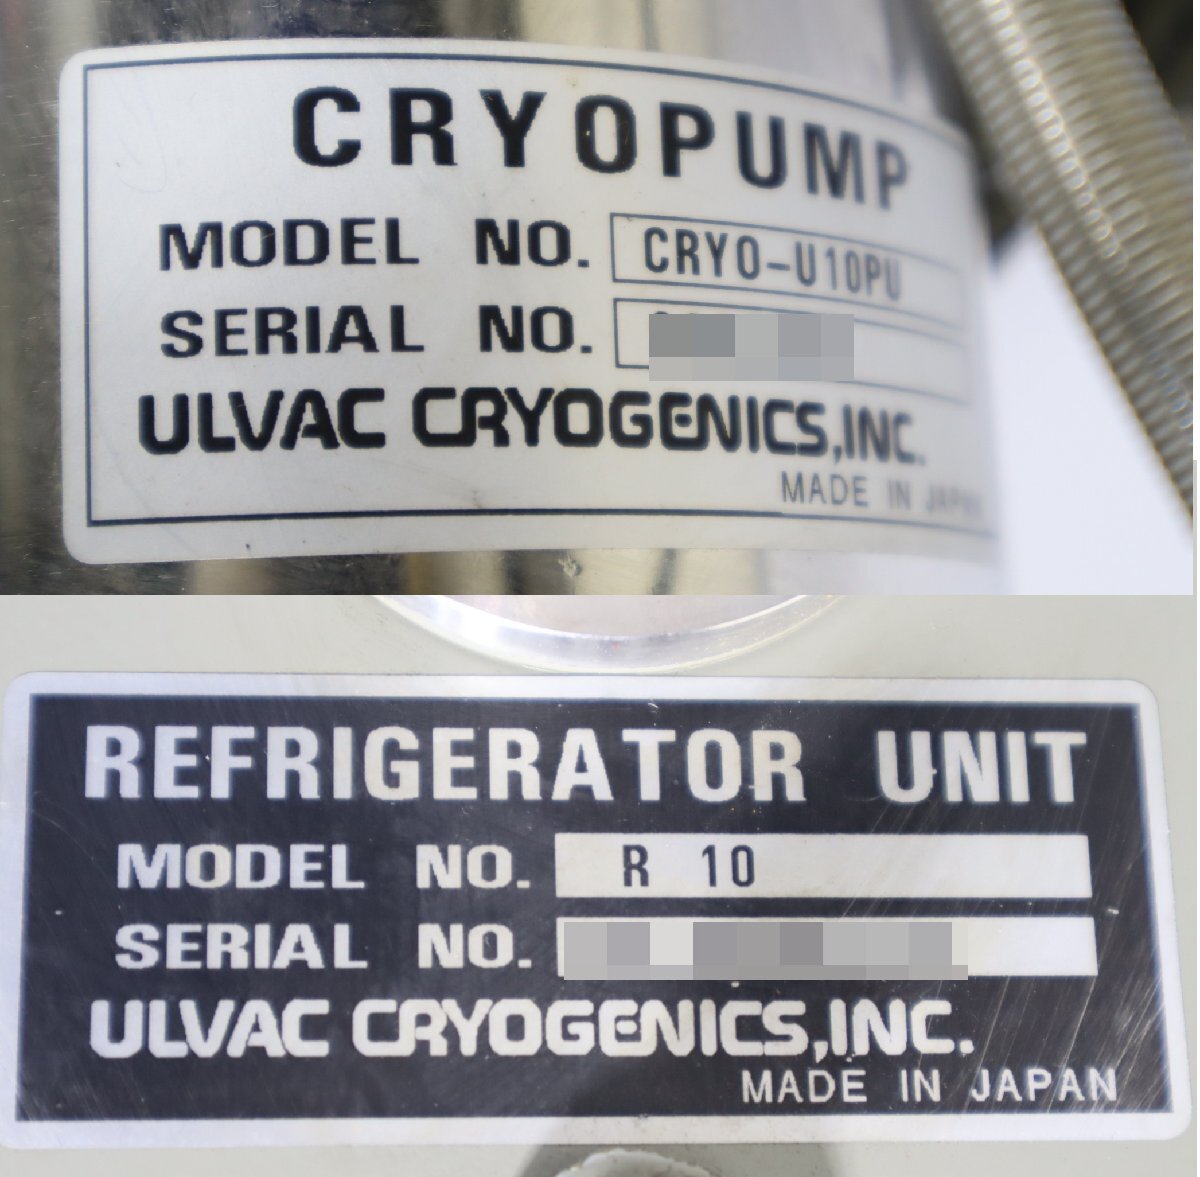 CRYOPUMP
MODEL NO. CRYO-U10PU
SERIAL NO.
ULVAC CRYOGENICS,INC.
MADE IN JAPAN
REFRIGERATOR UNIT
MODEL NO. R 10
SERIAL NO.
ULVAC CRYOGENICS,INC.
MADE IN JAPAN